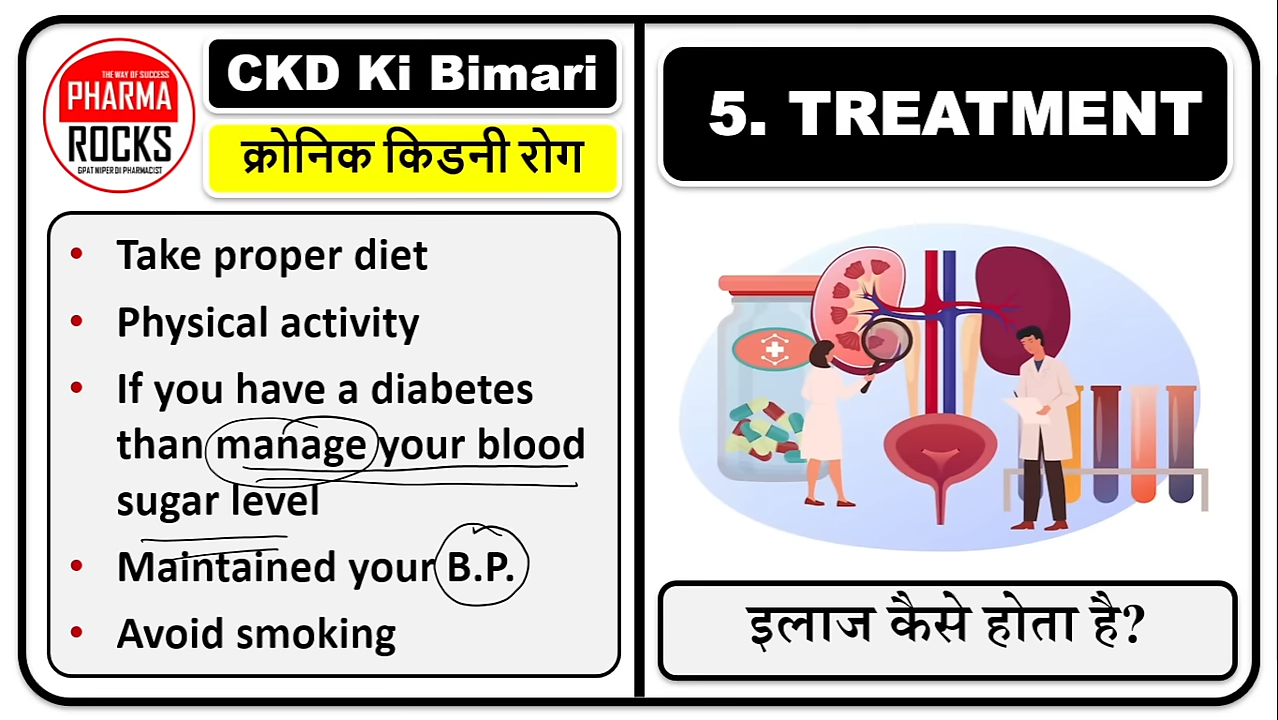 THE WAY OF SUCCESS
PHARMA
ROCKS
GPAT NIPER DI PHARMACIST
CKD Ki Bimari
क्रोनिक किडनी रोग
• Take proper diet
• Physical activity
• If you have a diabetes
than manage your blood
sugar level
• Maintained your B.P.
• Avoid smoking
5. TREATMENT
इलाज कैसे होता है?